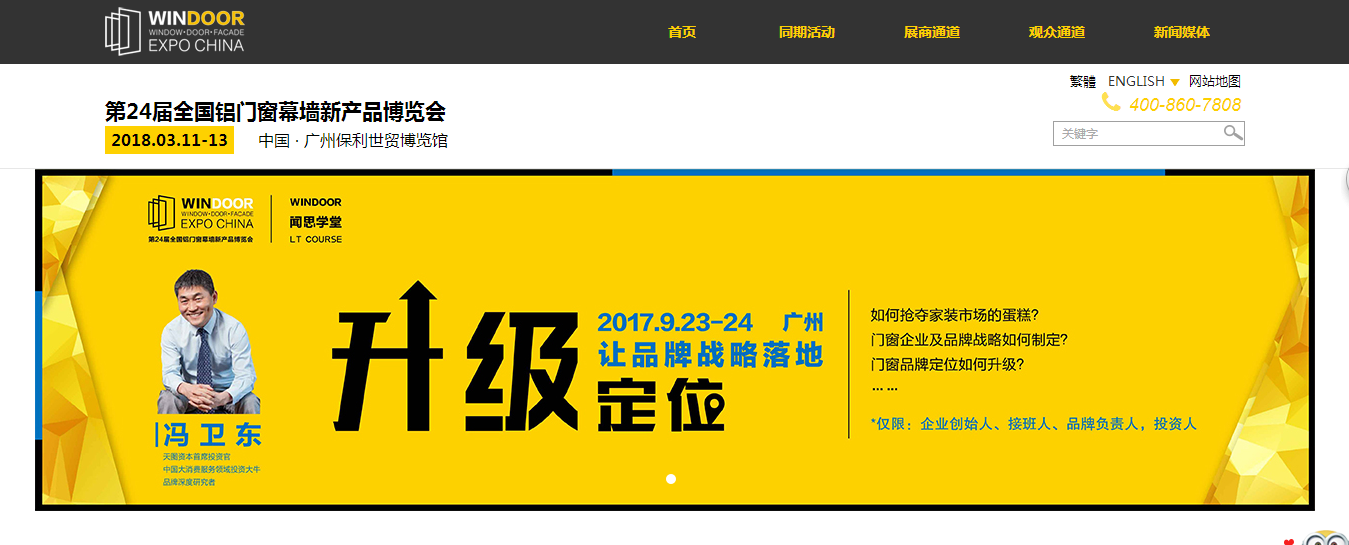 WINDOOR
WINDOW·DOOR·FACADE
EXPO CHINA
首页 同期活动 展商通道 观众通道 新闻媒体
繁體 ENGLISH 网站地图
400-860-7808
关键字
第24届全国铝门窗幕墙新产品博览会
2018.03.11-13 中国 · 广州保利世贸博览馆
WINDOOR
WINDOW·DOOR·FACADE
EXPO CHINA
第24届全国铝门窗幕墙新产品博览会
WINDOOR
闻思学堂
LT COURSE
升级
2017.9.23-24 广州
让品牌战略落地
定位
如何抢夺家装市场的蛋糕?
门窗企业及品牌战略如何制定?
门窗品牌定位如何升级?
... ...
*仅限：企业创始人、接班人、品牌负责人，投资人
冯卫东
天图资本首席投资官
中国大消费服务领域投资大牛
品牌深度研究者